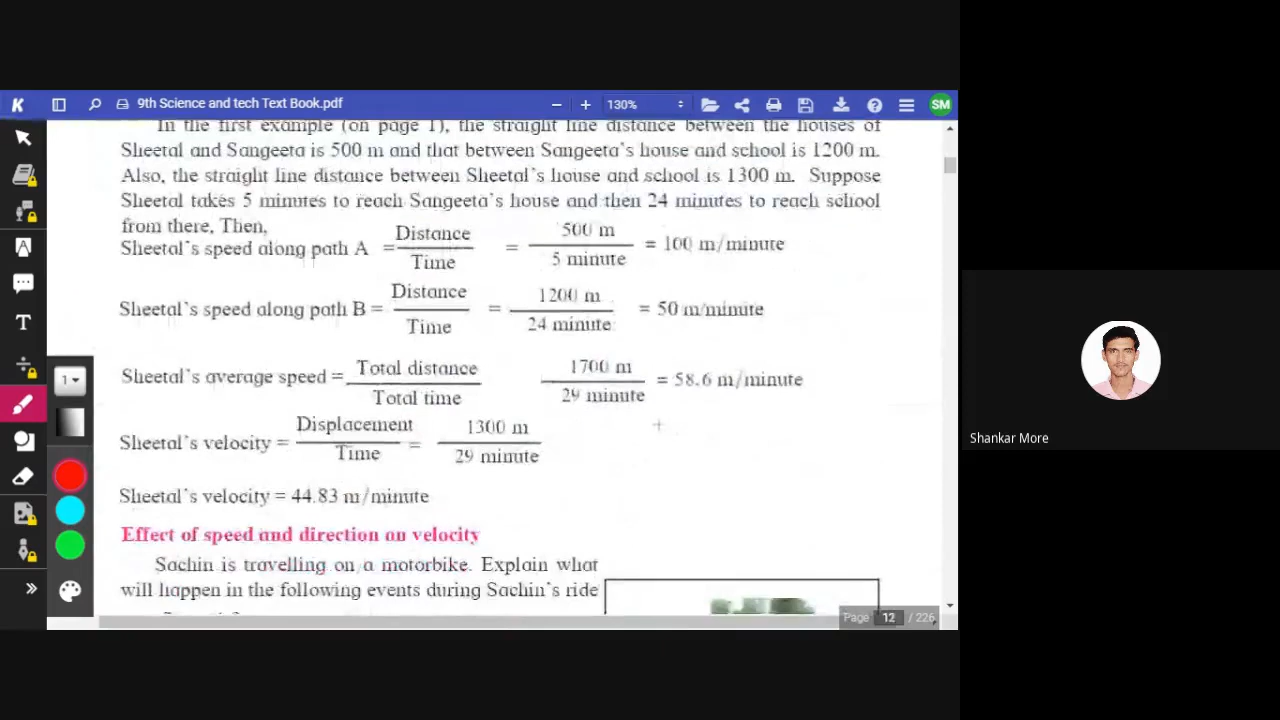 K
9th Science and tech Text Book.pdf
130%
SM
In the first example (on page 1), the straight line distance between the houses of
Sheetal and Sangeeta is 500 m and that between Sangeeta's house and school is 1200 m.
Also, the straight line distance between Sheetal's house and school is 1300 m. Suppose
Sheetal takes 5 minutes to reach Sangeeta's house and then 24 minutes to reach school
from there, Then,
Sheetal's speed along path A = Distance / Time = 500 m / 5 minute = 100 m/minute
Sheetal's speed along path B = Distance / Time = 1200 m / 24 minute = 50 m/minute
Sheetal's average speed = Total distance / Total time 1700 m / 29 minute = 58.6 m/minute
Sheetal's velocity = Displacement / Time = 1300 m / 29 minute
Sheetal's velocity = 44.83 m/minute
Effect of speed and direction on velocity
Sachin is travelling on a motorbike. Explain what
will happen in the following events during Sachin's ride
Page 12 / 226
1
T
A
Shankar More